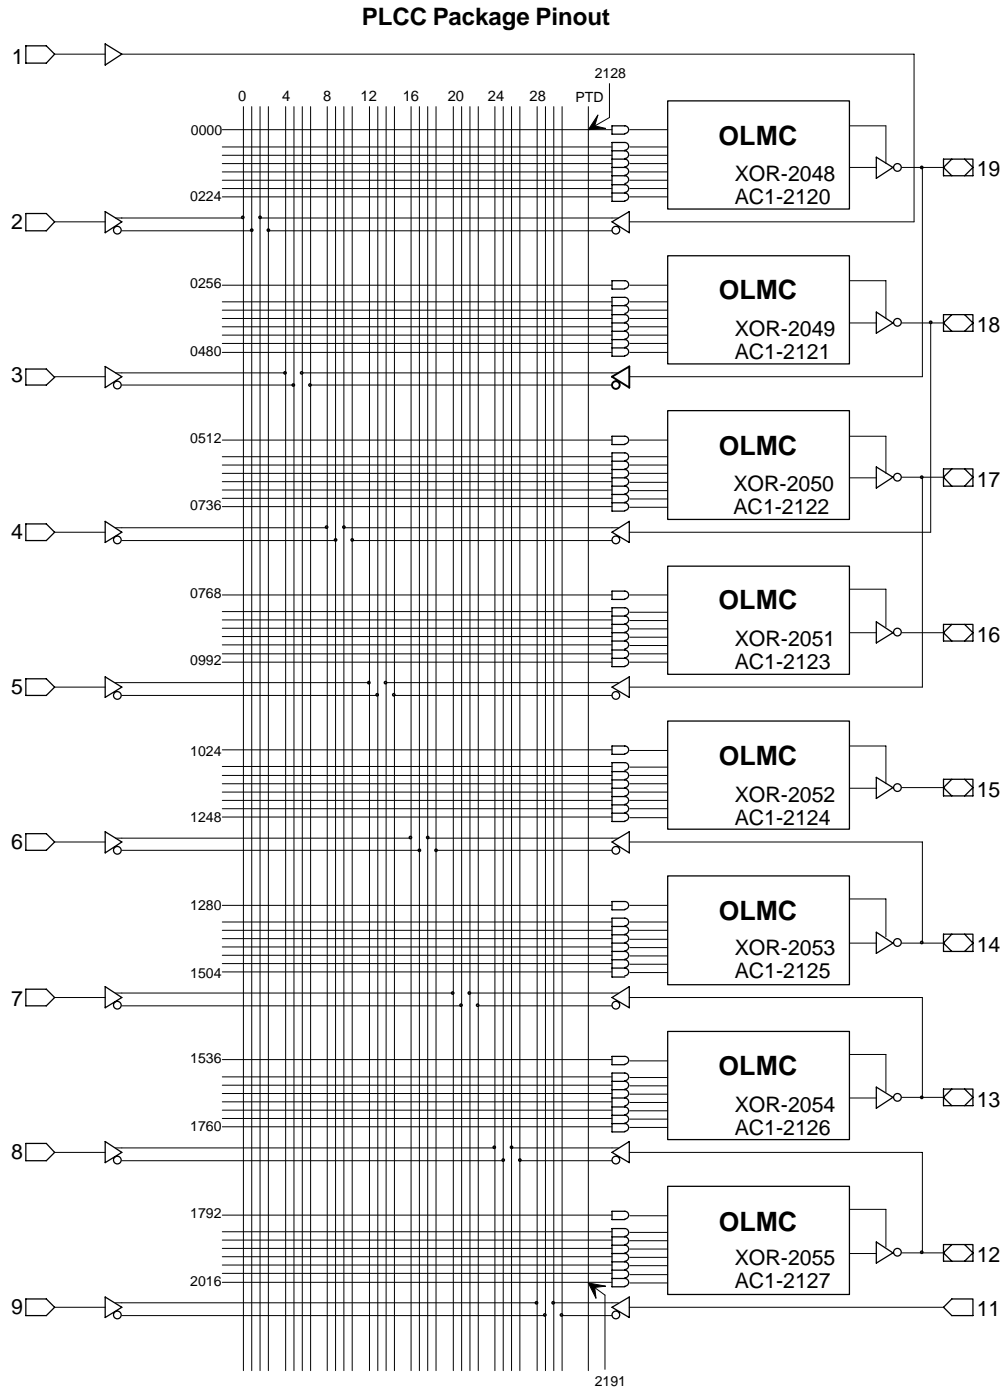 PLCC Package Pinout
1
2128
0 4 8 12 16 20 24 28 PTD
0000
OLMC
XOR-2048
AC1-2120
19
0224
2
0256
OLMC
XOR-2049
AC1-2121
18
0480
3
0512
OLMC
XOR-2050
AC1-2122
17
0736
4
0768
OLMC
XOR-2051
AC1-2123
16
0992
5
1024
OLMC
XOR-2052
AC1-2124
15
1248
6
1280
OLMC
XOR-2053
AC1-2125
14
1504
7
1536
OLMC
XOR-2054
AC1-2126
13
1760
8
1792
OLMC
XOR-2055
AC1-2127
12
2016
9
11
2191